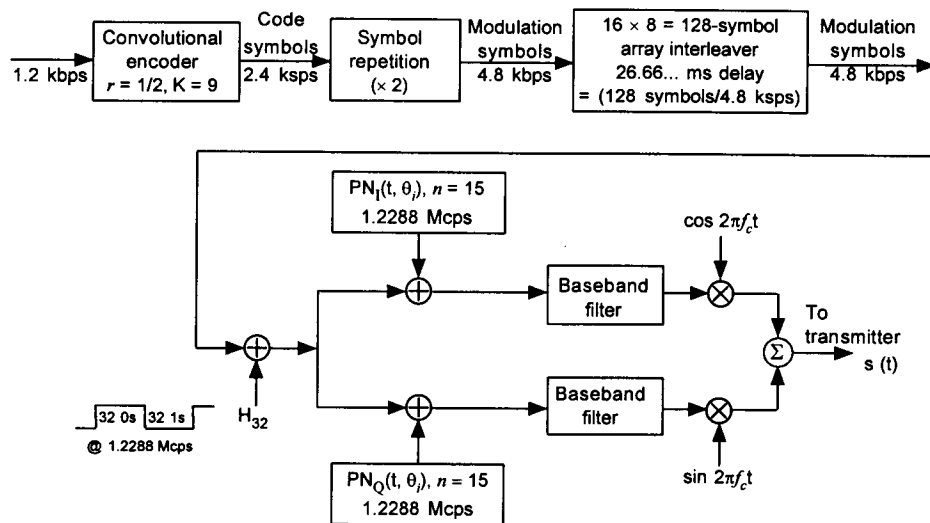 1.2 kbps
Convolutional
encoder
r = 1/2, K = 9
Code
symbols
2.4 ksps
Symbol
repetition
(× 2)
Modulation
symbols
4.8 kbps
16 × 8 = 128-symbol
array interleaver
26.66... ms delay
= (128 symbols/4.8 ksps)
Modulation
symbols
4.8 kbps
PN_I(t, θ_i), n = 15
1.2288 Mcps
cos 2πf_c t
Baseband
filter
To
transmitter
s (t)
Σ
32 0s 32 1s
@ 1.2288 Mcps
H_32
Baseband
filter
sin 2πf_c t
PN_Q(t, θ_i), n = 15
1.2288 Mcps